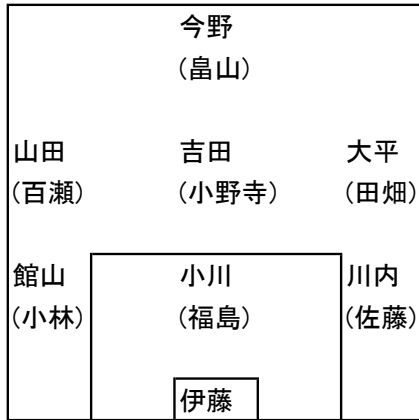 今野
(畠山)
山田 吉田 大平
(百瀬) (小野寺) (田畑)
館山 小川 川内
(小林) (福島) (佐藤)
伊藤